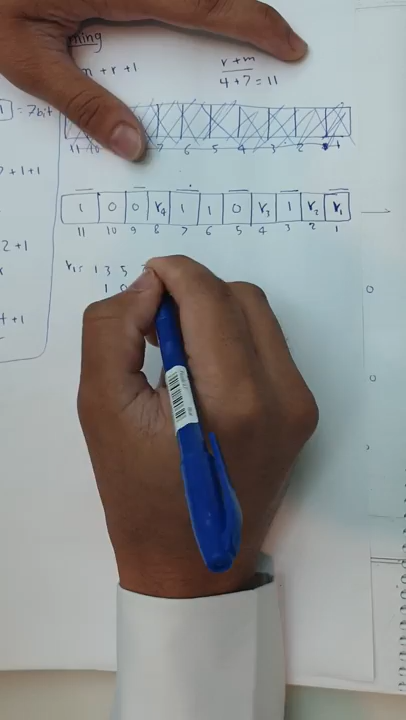 r + m
+ r + 1
4 + 7 = 11
= 7bit
11 7 6 5 4 3 2 1
+ 1 + 1
1 0 0 r4 1 1 0 r3 1 r2 r1
11 10 9 8 7 6 5 4 3 2 1
2 + 1
r1 = 1 3 5
1 0
+ 1